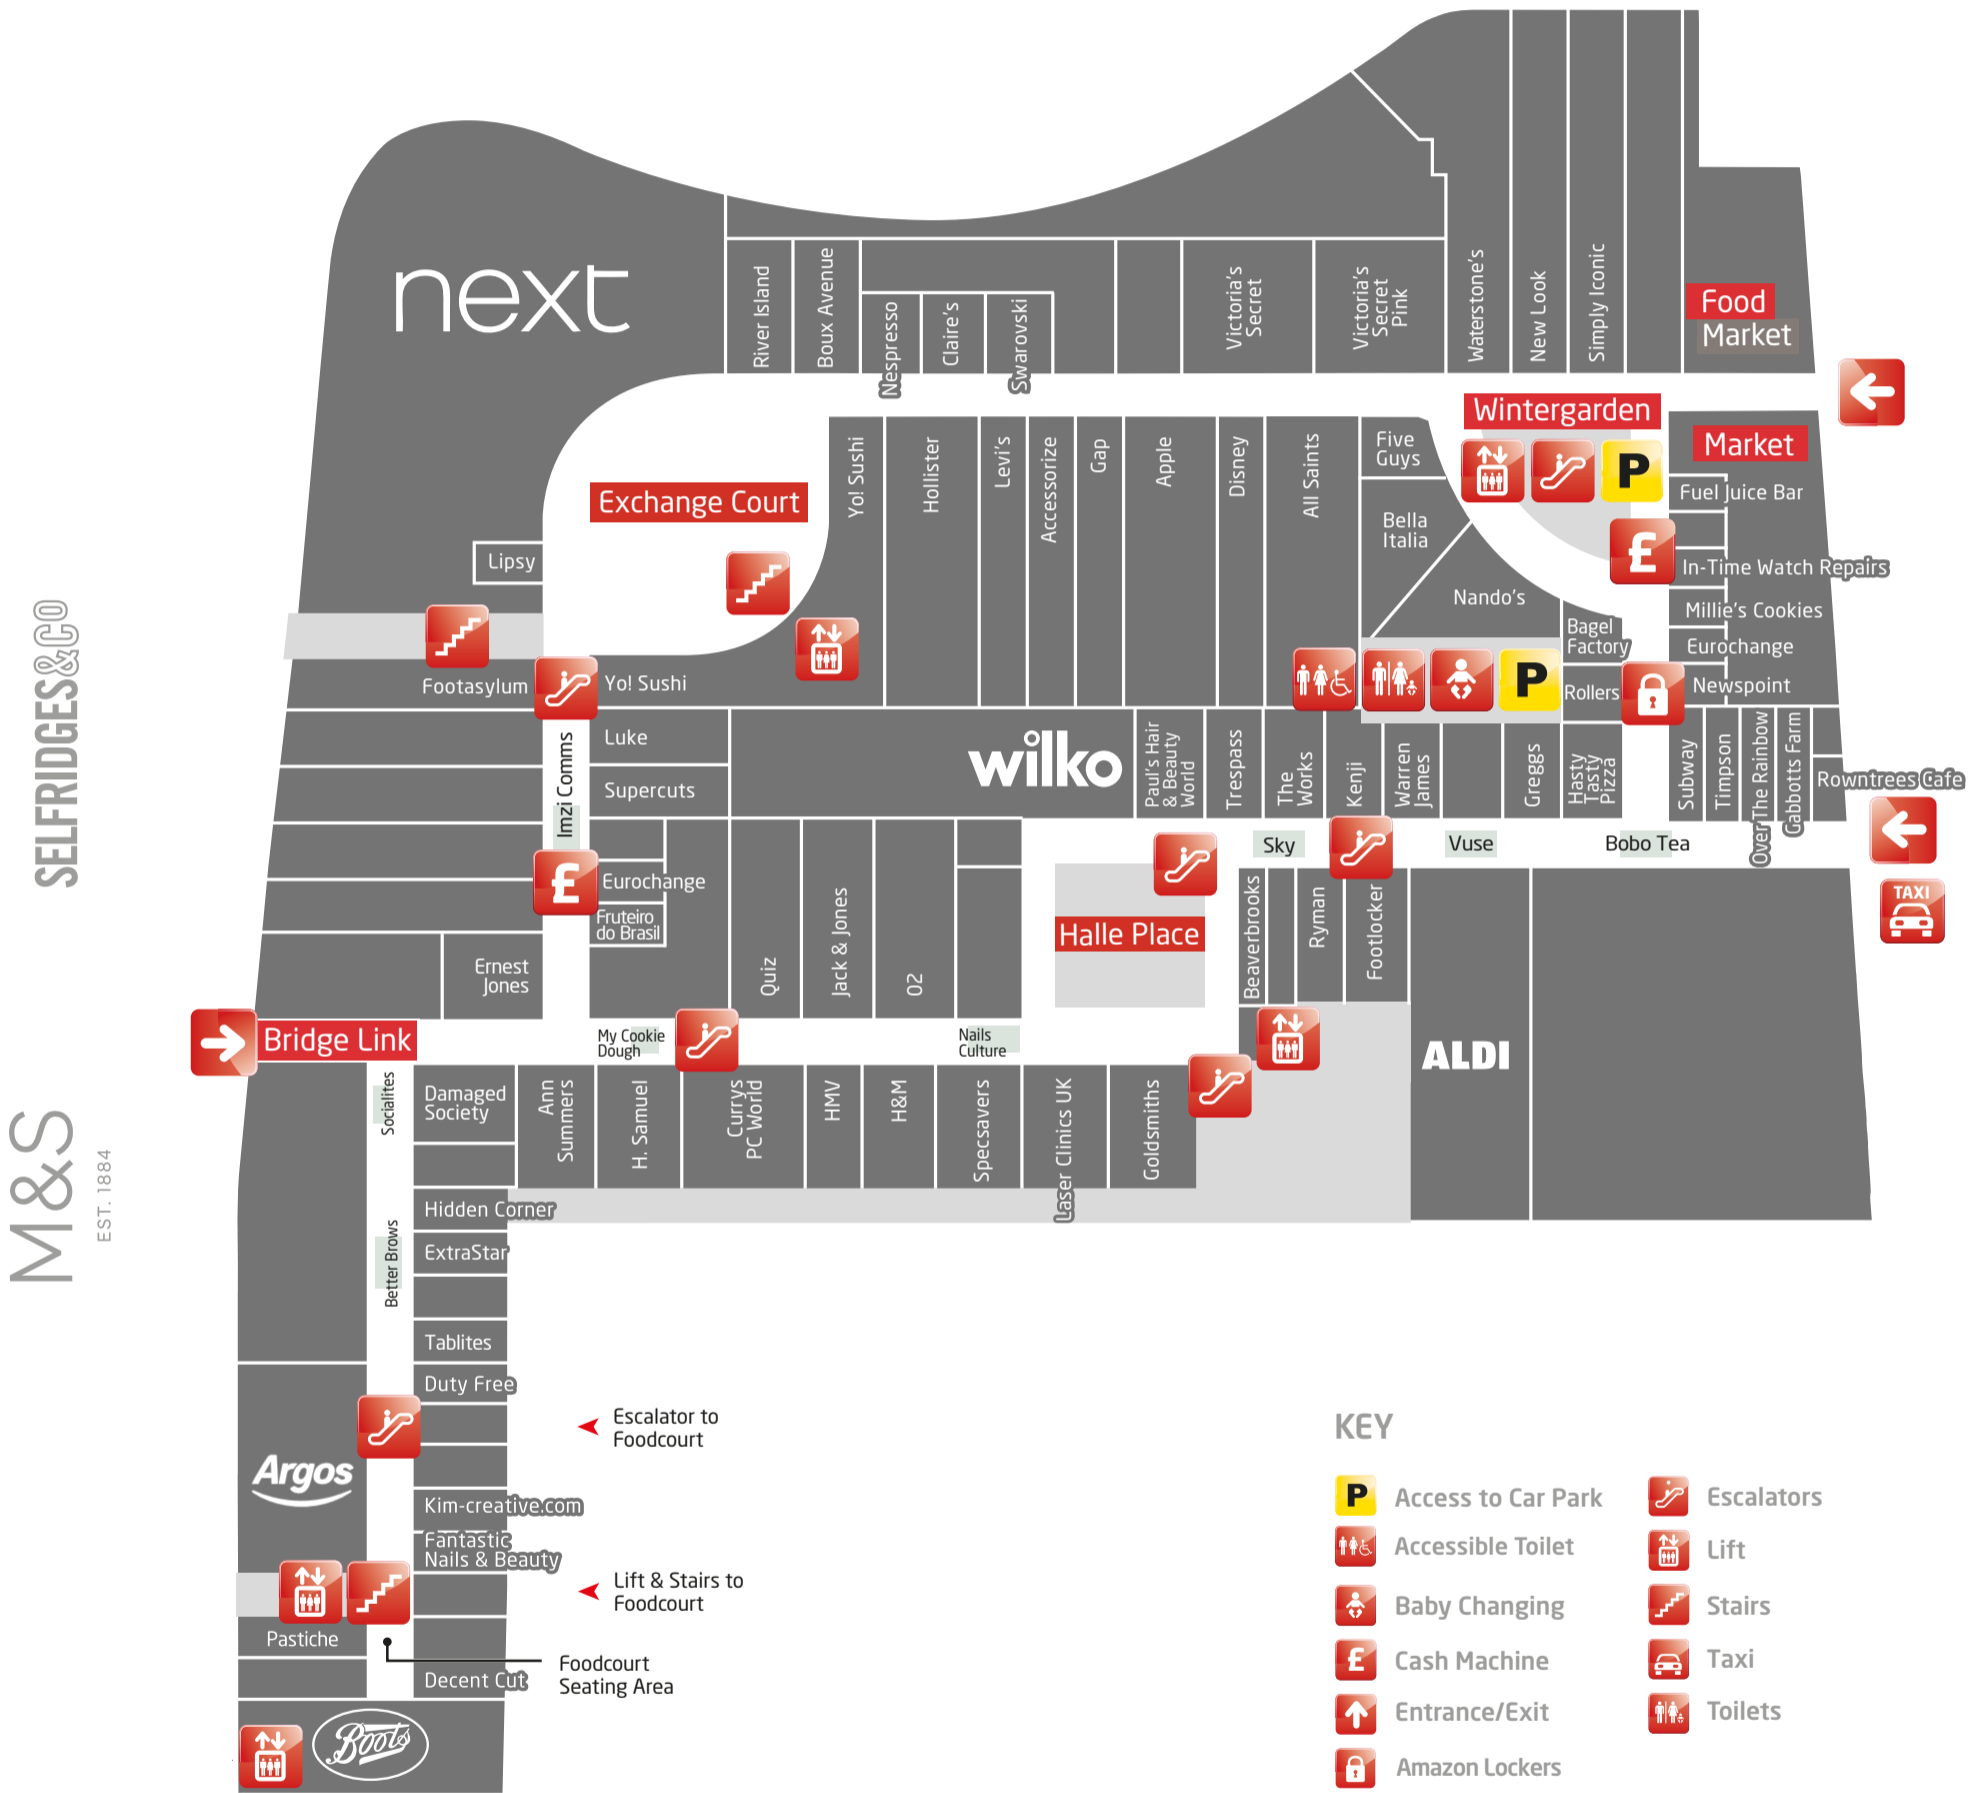 next
River Island
Boux Avenue
Nespresso
Claire's
Swarovski
Victoria's
Secret
Victoria's
Secret
Pink
Waterstone's
New Look
Simply Iconic
Food
Market
Wintergarden
P
£
Market
Fuel Juice Bar
In-Time Watch Repairs
Millie's Cookies
Eurochange
Newspoint
Exchange Court
Yo! Sushi
Hollister
Levi's
Accessorize
Gap
Apple
Disney
All Saints
Five
Guys
Bella
Italia
Nando's
Bagel
Factory
Rollers
P
Lipsy
Footasylum
Yo! Sushi
SELFRIDGES&CO
Luke
Supercuts
Imzi Comms
£
Eurochange
Fruteiro
do Brasil
wilko
Paul's Hair
& Beauty
World
Trespass
The
Works
Kenji
Warren
James
Greggs
Hasty
Tasty
Pizza
Subway
Timpson
Over The Rainbow
Gabbotts Farm
Rowntrees Cafe
Sky
Vuse
Bobo Tea
TAXI
Quiz
Jack & Jones
O2
Halle Place
Beaverbrooks
Ryman
Footlocker
ALDI
Ernest
Jones
Bridge Link
My Cookie
Dough
Nails
Culture
M&S
EST. 1884
Socialites
Damaged
Society
Ann
Summers
H. Samuel
Currys
PC World
HMV
H&M
Specsavers
Laser Clinics UK
Goldsmiths
Hidden Corner
Better Brows
ExtraStar
Tablites
Duty Free
Escalator to
Foodcourt
Argos
Kim-creative.com
Fantastic
Nails & Beauty
Lift & Stairs to
Foodcourt
Pastiche
Foodcourt
Seating Area
Decent Cut
Boots
KEY
P Access to Car Park
Accessible Toilet
Baby Changing
£ Cash Machine
Entrance/Exit
Amazon Lockers
Escalators
Lift
Stairs
Taxi
Toilets